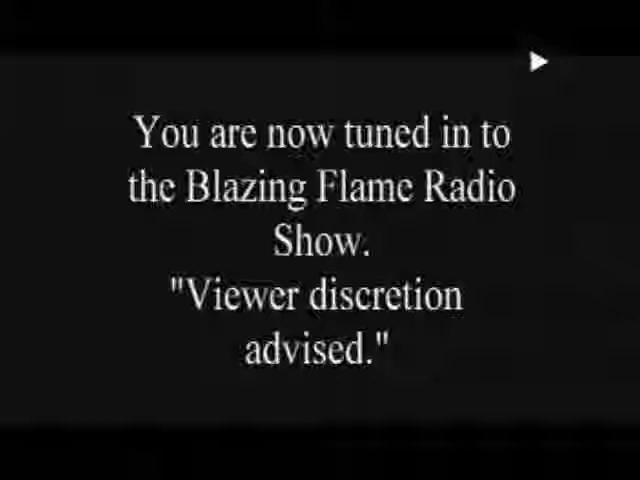 You are now tuned in to
the Blazing Flame Radio
Show.
"Viewer discretion
advised."